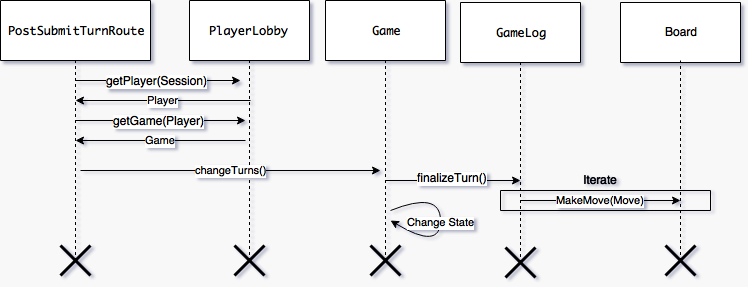 PostSubmitTurnRoute
PlayerLobby
Game
GameLog
Board
getPlayer(Session)
Player
getGame(Player)
Game
changeTurns()
finalizeTurn()
Iterate
MakeMove(Move)
Change State